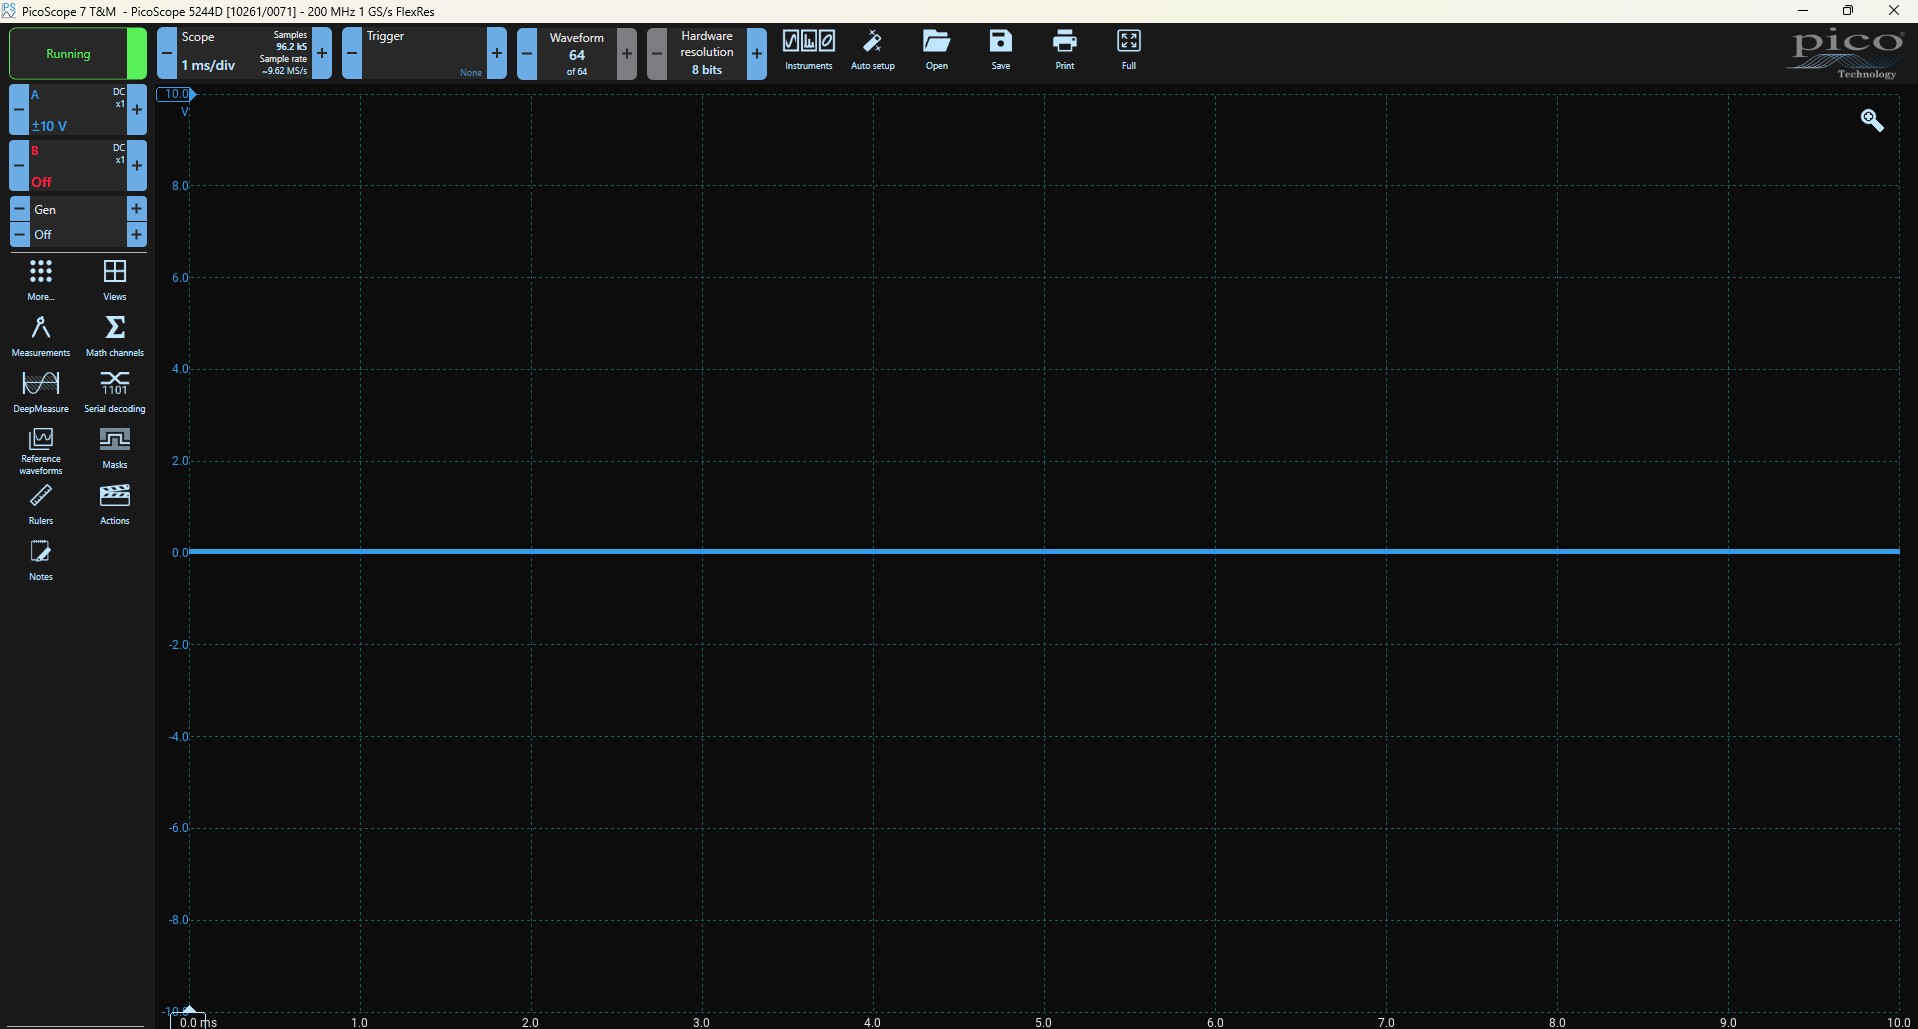 PicoScope 7 T&M - PicoScope 5244D [10261/0071] - 200 MHz 1 GS/s FlexRes
Running
Scope
1 ms/div
Samples
96.2 kS
Sample rate
~9.62 MS/s
Trigger
None
Waveform
64
of 64
Hardware
resolution
8 bits
Instruments
Auto setup
Open
Save
Print
Full
pico
Technology
A
DC
x1
±10 V
B
DC
x1
Off
Gen
Off
More...
Views
Measurements
Math channels
DeepMeasure
1101
Serial decoding
Reference
waveforms
Masks
Rulers
Actions
Notes
10.0
V
8.0
6.0
4.0
2.0
0.0
-2.0
-4.0
-6.0
-8.0
-10.0
0.0 ms
1.0
2.0
3.0
4.0
5.0
6.0
7.0
8.0
9.0
10.0